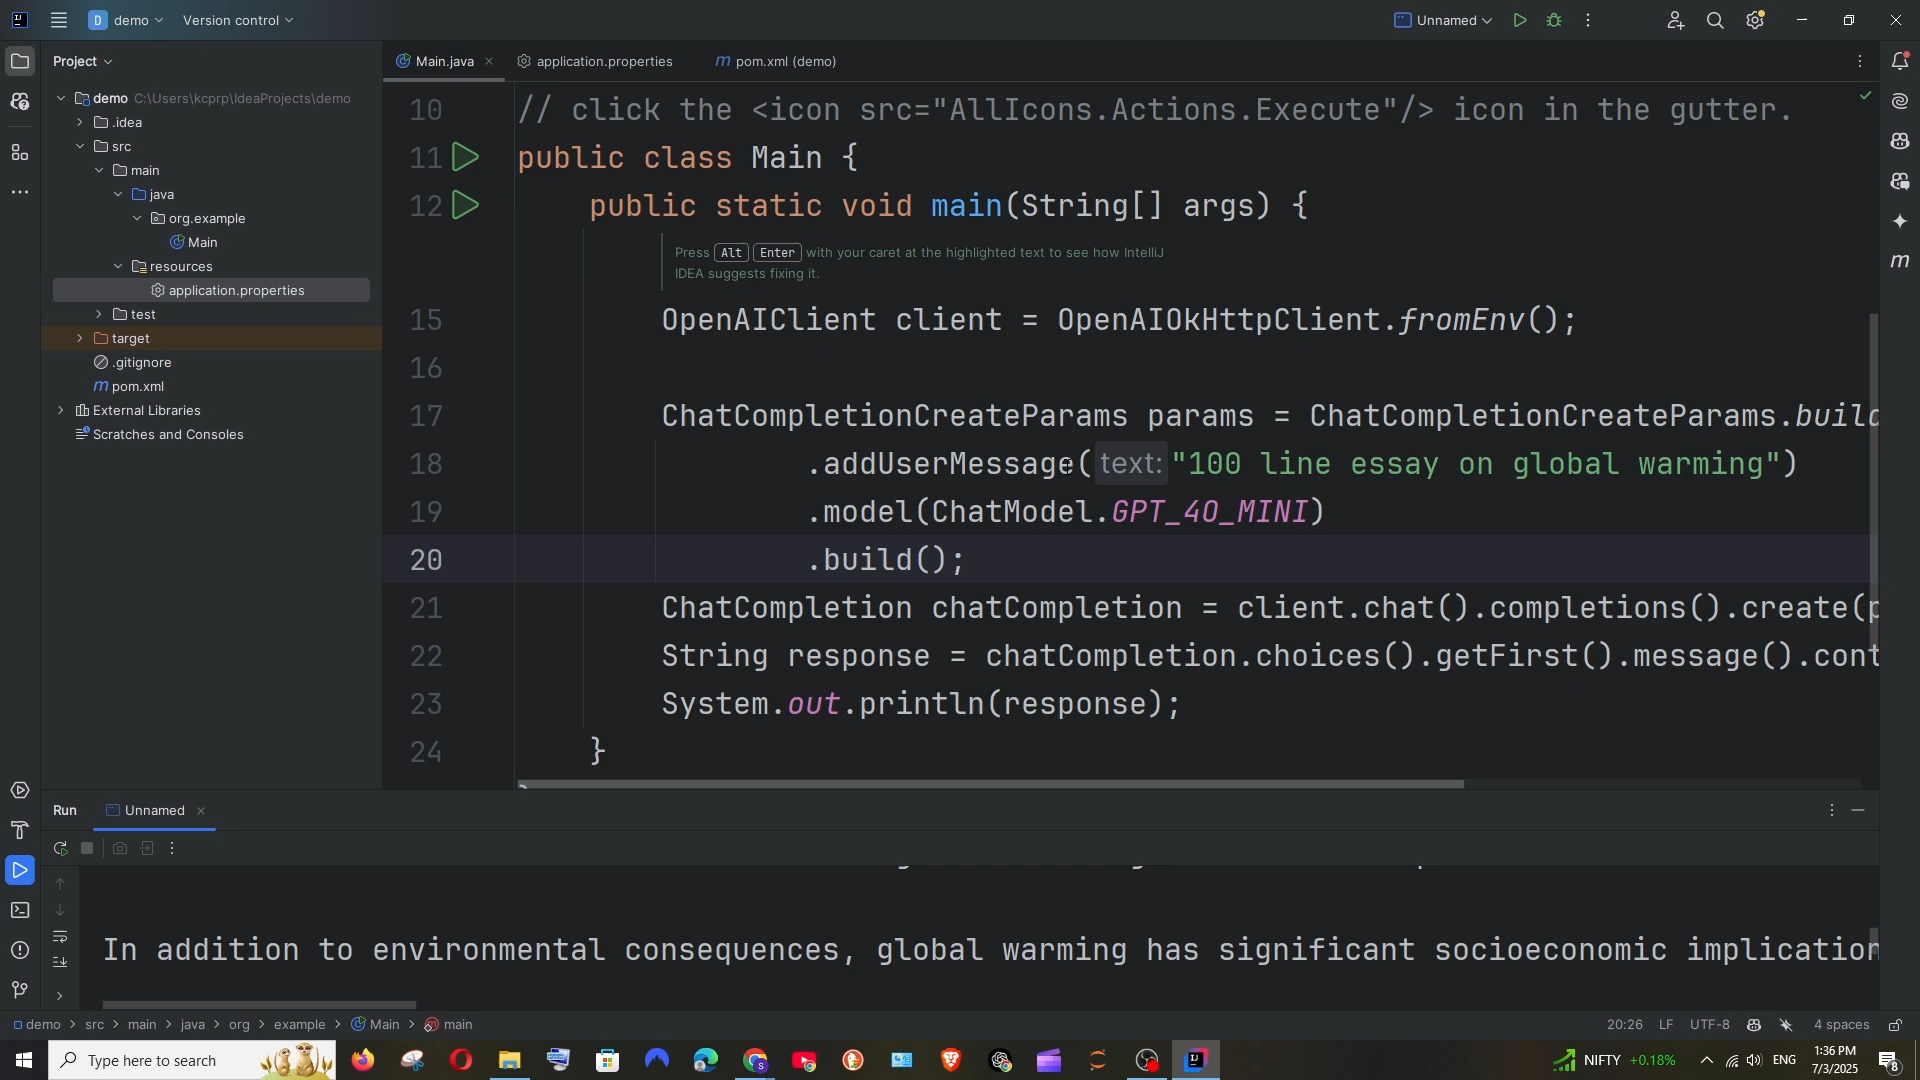 D demo
Version control
Unnamed
Project
Main.java
application.properties
m pom.xml (demo)
demo C:\Users\kcprp\IdeaProjects\demo
.idea
src
main
java
org.example
Main
resources
application.properties
test
target
.gitignore
m pom.xml
External Libraries
Scratches and Consoles
10 // click the <icon src="AllIcons.Actions.Execute"/> icon in the gutter.
11 public class Main {
12 public static void main(String[] args) {
Press Alt Enter with your caret at the highlighted text to see how IntelliJ
IDEA suggests fixing it.
15 OpenAIClient client = OpenAIOkHttpClient.fromEnv();
16
17 ChatCompletionCreateParams params = ChatCompletionCreateParams.build
18 .addUserMessage( text: "100 line essay on global warming")
19 .model(ChatModel.GPT_4O_MINI)
20 .build();
21 ChatCompletion chatCompletion = client.chat().completions().create(p
22 String response = chatCompletion.choices().getFirst().message().cont
23 System.out.println(response);
24 }
Run
Unnamed
In addition to environmental consequences, global warming has significant socioeconomic implication
demo > src > main > java > org > example > Main > main
20:26 LF UTF-8 4 spaces
Type here to search
NIFTY +0.18%
ENG
1:36 PM
7/3/2025
8